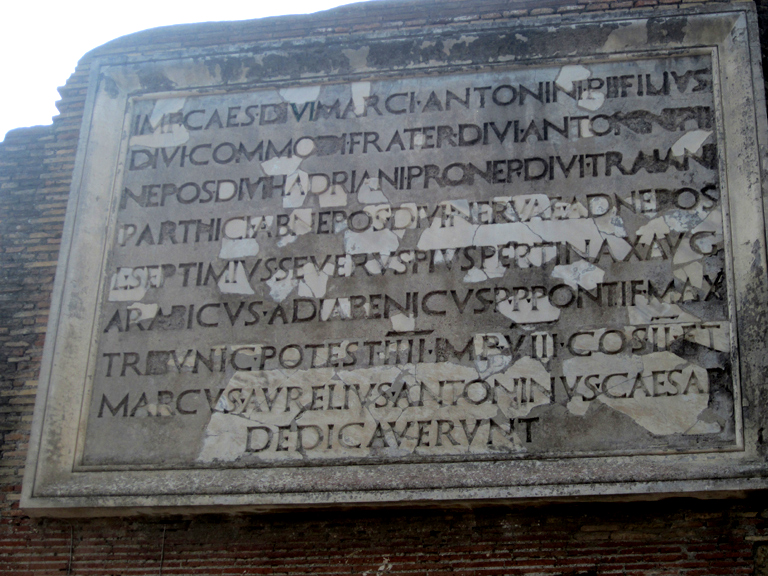 IMP·CAES·DIVI·MARCI·ANTONINI·PII·FILIVS
DIVI·COMMODI·FRATER·DIVI·ANTONINI·PII
NEPOS·DIVI·HADRIANI·PRONEP·DIVI·TRAIANI
PARTHIC·ABNEPOS·DIVI·NERVAE·ADNEPOS
L·SEPTIMIVS·SEVERVS·PIVS·PERTINAX·AVG
ARABICVS·ADIABENICVS·P·P·PONTIF·MAX
TRIBVNIC·POTEST·IIII·IMP·VIII·COS·II·ET
MARCVS·AVRELIVS·ANTONINVS·CAESAR
DEDICAVERVNT